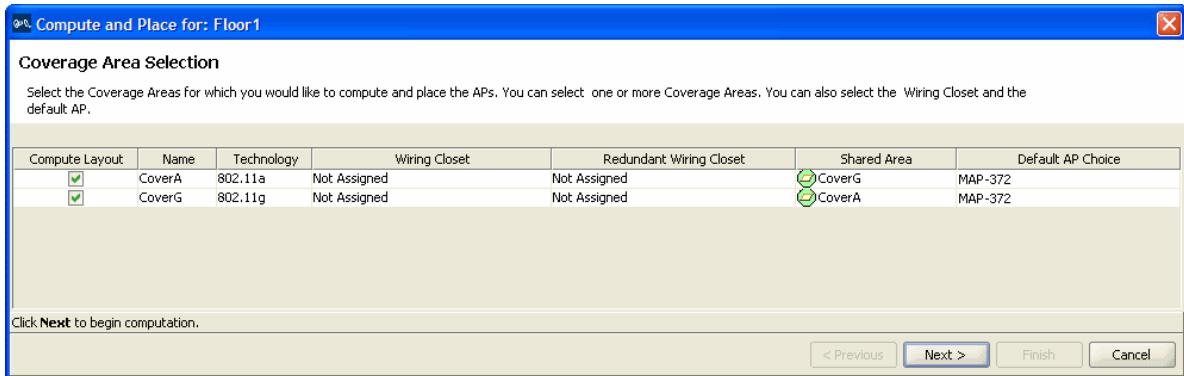 Compute and Place for: Floor1
Coverage Area Selection
Select the Coverage Areas for which you would like to compute and place the APs. You can select one or more Coverage Areas. You can also select the Wiring Closet and the
default AP.
Compute Layout Name Technology Wiring Closet Redundant Wiring Closet Shared Area Default AP Choice
CoverA 802.11a Not Assigned Not Assigned CoverG MAP-372
CoverG 802.11g Not Assigned Not Assigned CoverA MAP-372
Click Next to begin computation.
< Previous Next > Finish Cancel